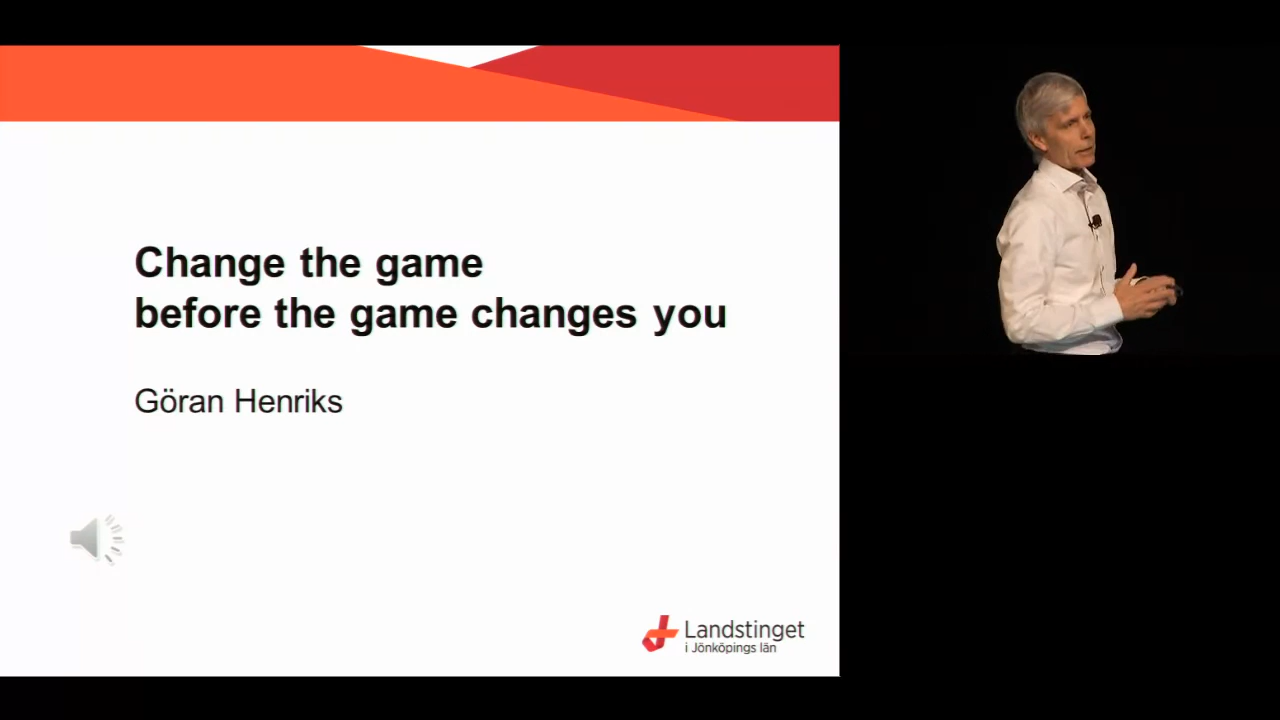 Change the game
before the game changes you
Göran Henriks
Landstinget
i Jönköpings län